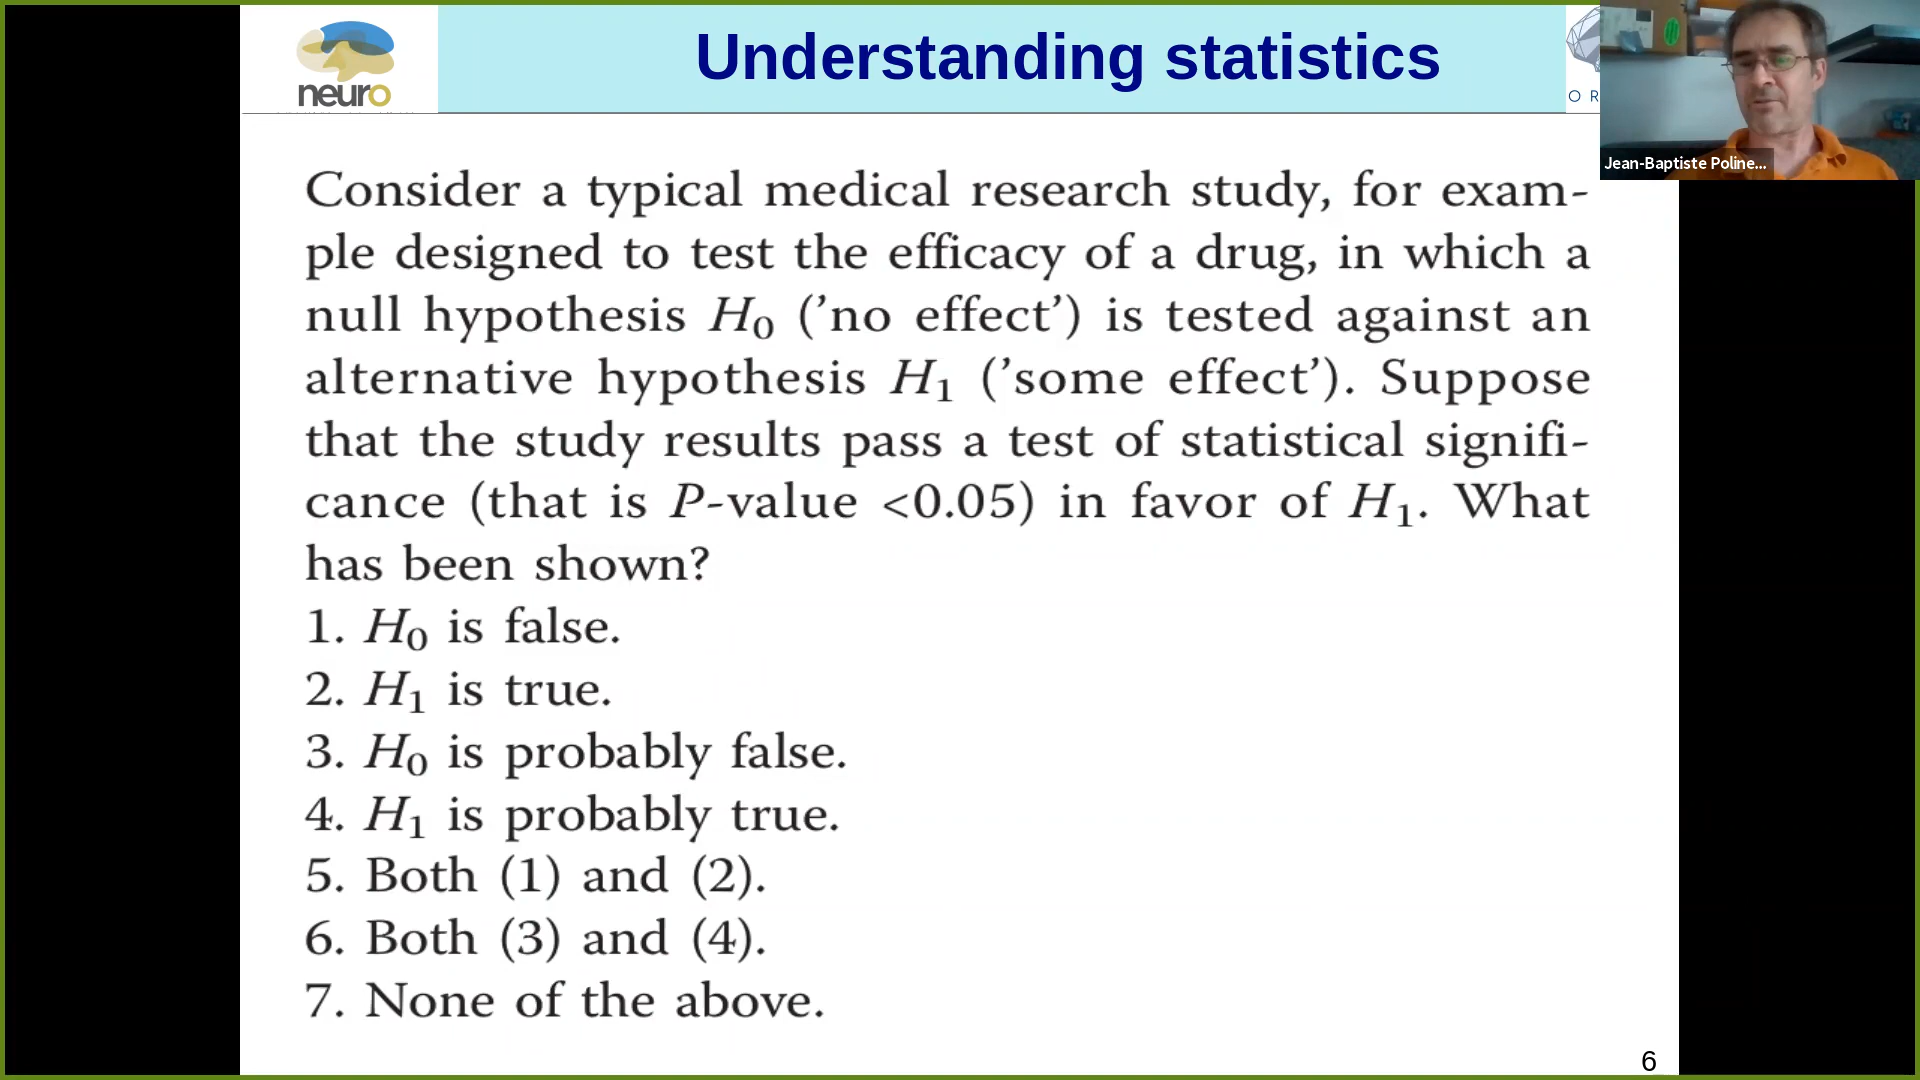 neuro
Understanding statistics
O R
Jean-Baptiste Poline...
Consider a typical medical research study, for exam-
ple designed to test the efficacy of a drug, in which a
null hypothesis H₀ (’no effect’) is tested against an
alternative hypothesis H₁ (’some effect’). Suppose
that the study results pass a test of statistical signifi-
cance (that is P-value <0.05) in favor of H₁. What
has been shown?
1. H₀ is false.
2. H₁ is true.
3. H₀ is probably false.
4. H₁ is probably true.
5. Both (1) and (2).
6. Both (3) and (4).
7. None of the above.
6